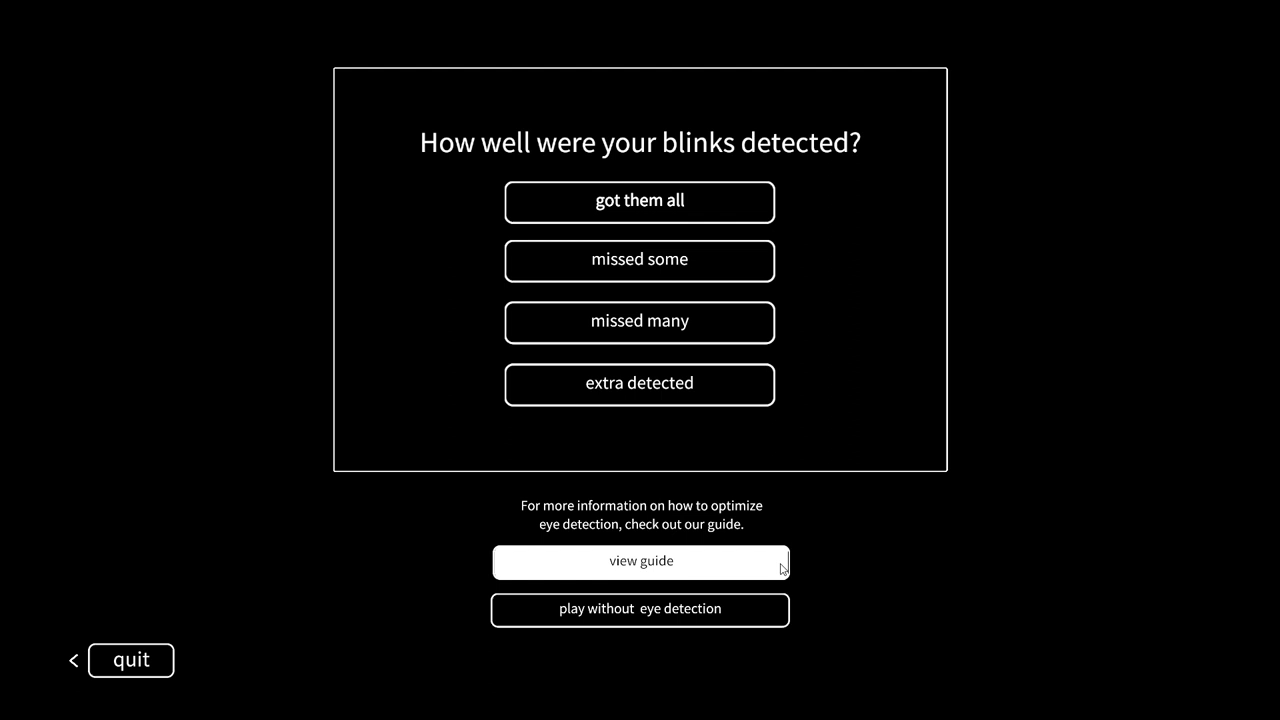 How well were your blinks detected?
got them all
missed some
missed many
extra detected
For more information on how to optimize
eye detection, check out our guide.
view guide
play without eye detection
< quit